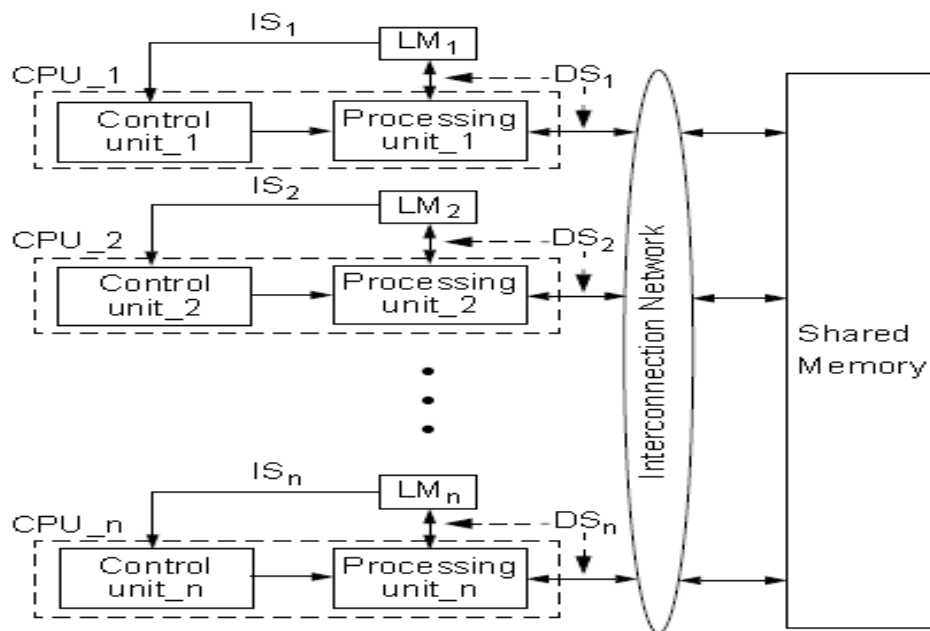 IS₁
LM₁
DS₁
CPU_1
Control
unit_1
Processing
unit_1
IS₂
LM₂
DS₂
CPU_2
Control
unit_2
Processing
unit_2
ISₙ
LMₙ
DSₙ
CPU_n
Control
unit_n
Processing
unit_n
Interconnection Network
Shared
Memory